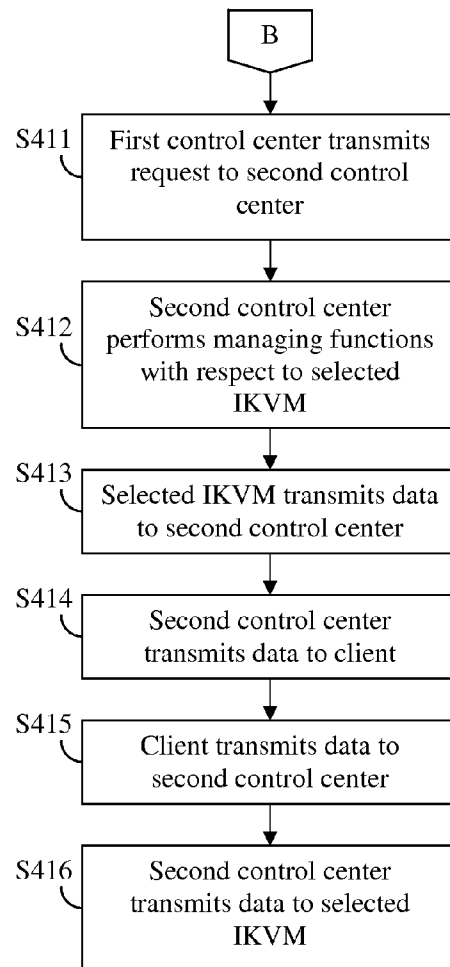 B
S411
First control center transmits
request to second control
center
S412
Second control center
performs managing functions
with respect to selected
IKVM
S413
Selected IKVM transmits data
to second control center
S414
Second control center
transmits data to client
S415
Client transmits data to
second control center
S416
Second control center
transmits data to selected
IKVM